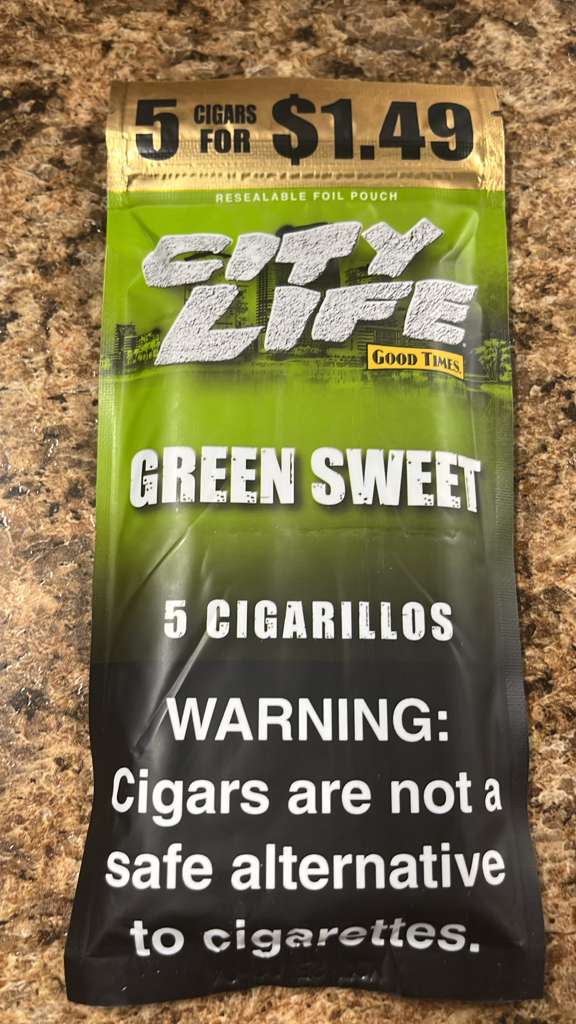 5 CIGARS FOR $1.49
RESEALABLE FOIL POUCH
CITY
LIFE
GOOD TIMES
GREEN SWEET
5 CIGARILLOS
WARNING:
Cigars are not a
safe alternative
to cigarettes.